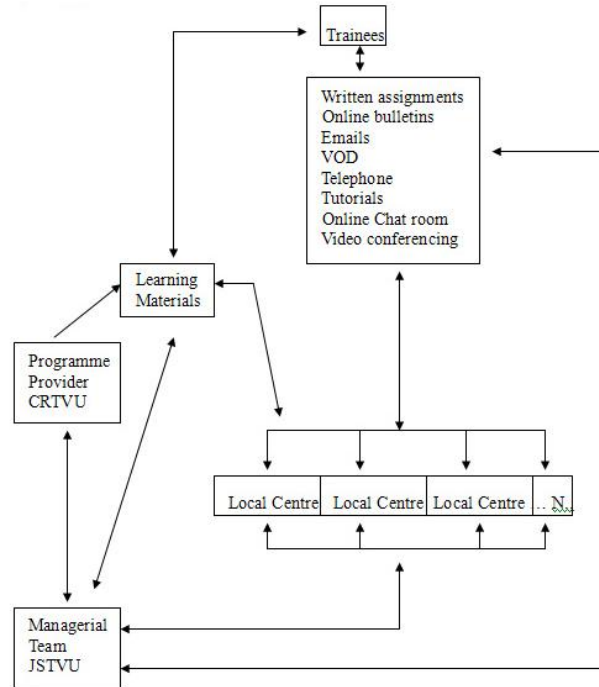 Trainees
Written assignments
Online bulletins
Emails
VOD
Telephone
Tutorials
Online Chat room
Video conferencing
Learning
Materials
Programme
Provider
CRTVU
Local Centre
Local Centre
Local Centre
... N
Managerial
Team
JSTVU